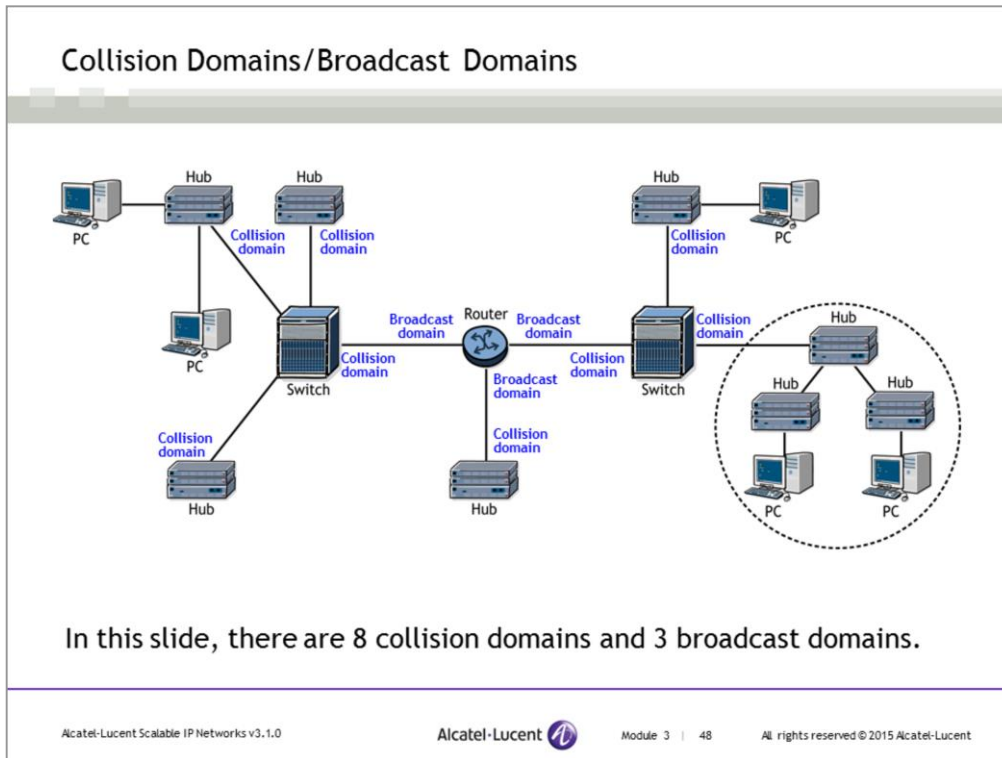 Collision Domains/Broadcast Domains
Hub
Hub
Hub
PC
PC
Collision
domain
Collision
domain
Collision
domain
PC
Broadcast
domain
Router
Broadcast
domain
Collision
domain
Hub
Collision
domain
Collision
domain
Switch
Broadcast
domain
Switch
Hub
Hub
Collision
domain
Collision
domain
Hub
Hub
PC
PC
In this slide, there are 8 collision domains and 3 broadcast domains.
Alcatel-Lucent Scalable IP Networks v3.1.0
Alcatel·Lucent
Module 3 | 48
All rights reserved © 2015 Alcatel-Lucent